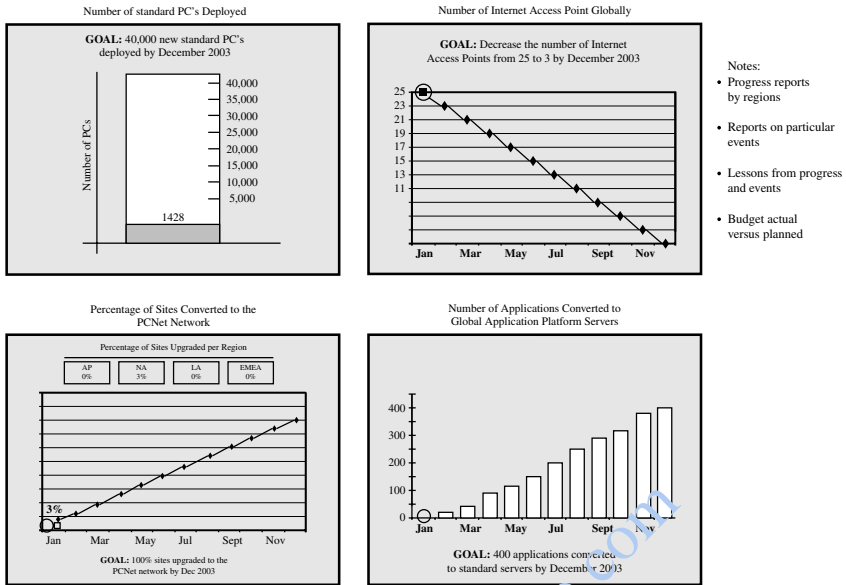 Number of standard PC's Deployed
GOAL: 40,000 new standard PC's
deployed by December 2003
Number of PCs
40,000
35,000
30,000
25,000
20,000
15,000
10,000
5,000
1428
Number of Internet Access Point Globally
GOAL: Decrease the number of Internet
Access Points from 25 to 3 by December 2003
25
23
21
19
17
15
13
11
Jan Mar May Jul Sept Nov
Notes:
• Progress reports
by regions
• Reports on particular
events
• Lessons from progress
and events
• Budget actual
versus planned
Percentage of Sites Converted to the
PCNet Network
Percentage of Sites Upgraded per Region
AP NA LA EMEA
0% 3% 0% 0%
3%
Jan Mar May Jul Sept Nov
GOAL: 100% sites upgraded to the
PCNet network by Dec 2003
Number of Applications Converted to
Global Application Platform Servers
400
300
200
100
0
Jan Mar May Jul Sept Nov
GOAL: 400 applications converted
to standard servers by December 2003
com